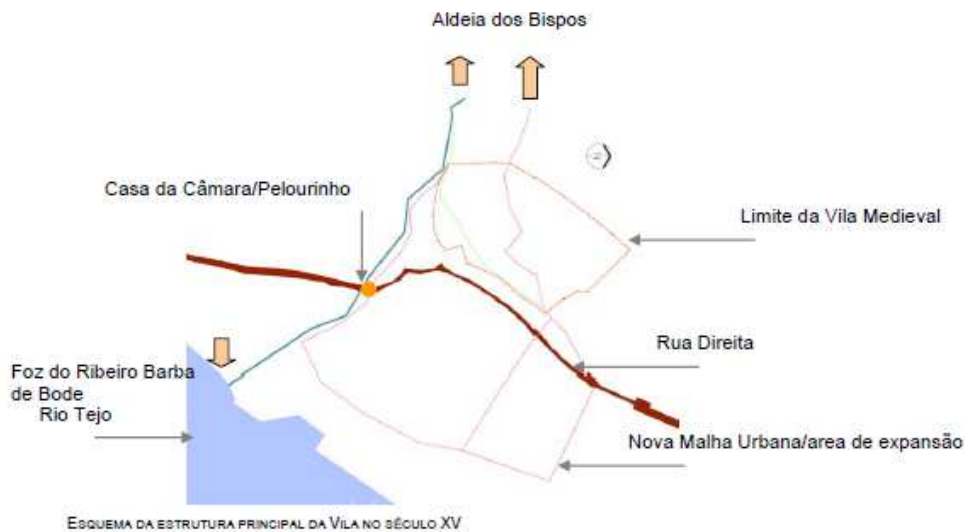 Aldeia dos Bispos
Casa da Câmara/Pelourinho
Limite da Vila Medieval
Rua Direita
Foz do Ribeiro Barba
de Bode
Rio Tejo
Nova Malha Urbana/area de expansão
ESQUEMA DA ESTRUTURA PRINCIPAL DA VILA NO SÉCULO XV